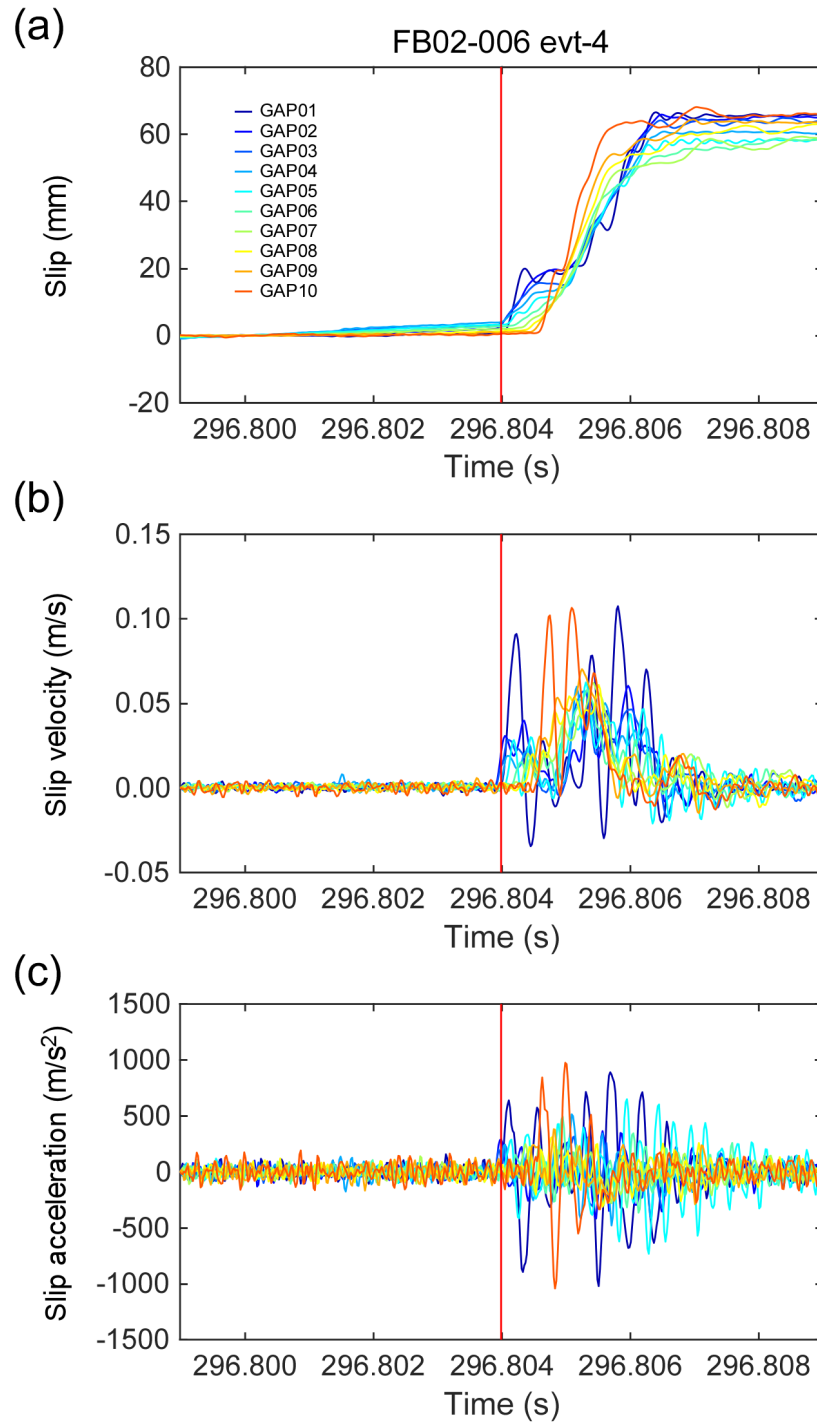 (a)
FB02-006 evt-4
80
60
40
20
0
-20
Slip (mm)
GAP01
GAP02
GAP03
GAP04
GAP05
GAP06
GAP07
GAP08
GAP09
GAP10
296.800 296.802 296.804 296.806 296.808
Time (s)
(b)
0.15
0.10
0.05
0.00
-0.05
Slip velocity (m/s)
296.800 296.802 296.804 296.806 296.808
Time (s)
(c)
1500
1000
500
0
-500
-1000
-1500
Slip acceleration (m/s²)
296.800 296.802 296.804 296.806 296.808
Time (s)